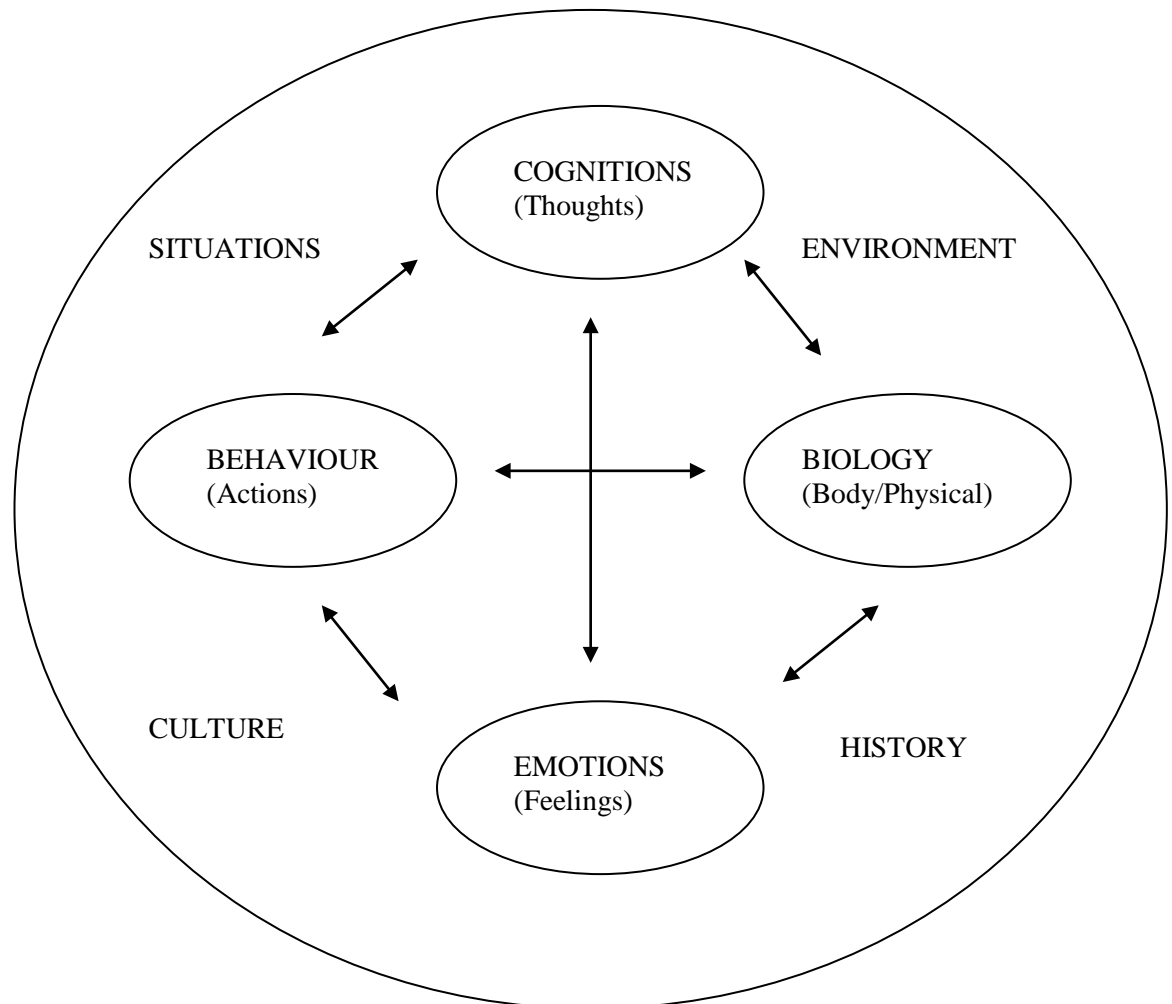 COGNITIONS
(Thoughts)
SITUATIONS
ENVIRONMENT
BEHAVIOUR
(Actions)
BIOLOGY
(Body/Physical)
CULTURE
HISTORY
EMOTIONS
(Feelings)